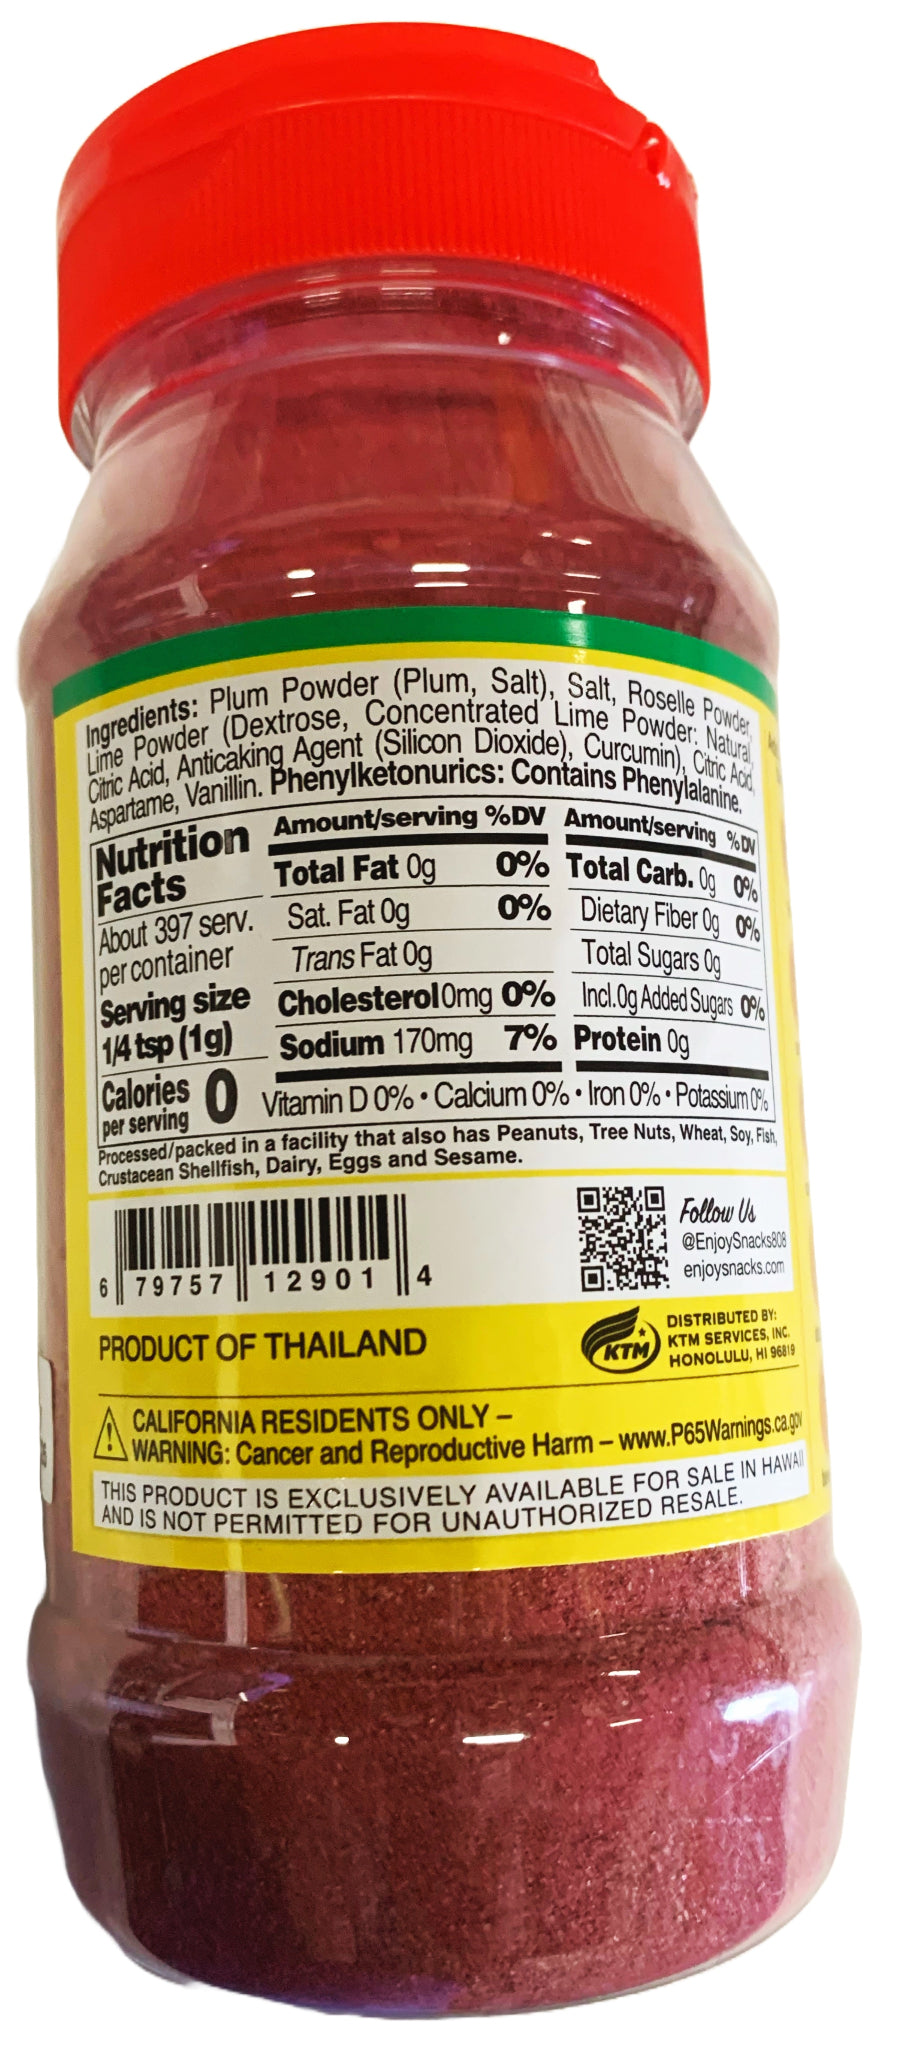 Ingredients: Plum Powder (Plum, Salt), Salt, Roselle Powder,
Lime Powder (Dextrose, Concentrated Lime Powder: Natural,
Citric Acid, Anticaking Agent (Silicon Dioxide), Curcumin), Citric Acid,
Aspartame, Vanillin. Phenylketonurics: Contains Phenylalanine.
Nutrition
Facts
About 397 serv.
per container
Serving size
1/4 tsp (1g)
Calories 0
per serving
Amount/serving %DV
Total Fat 0g 0%
Sat. Fat 0g 0%
Trans Fat 0g
Cholesterol 0mg 0%
Sodium 170mg 7%
Amount/serving %DV
Total Carb. 0g 0%
Dietary Fiber 0g 0%
Total Sugars 0g
Incl. 0g Added Sugars 0%
Protein 0g
Vitamin D 0% • Calcium 0% • Iron 0% • Potassium 0%
Processed/packed in a facility that also has Peanuts, Tree Nuts, Wheat, Soy, Fish,
Crustacean Shellfish, Dairy, Eggs and Sesame.
6 79757 12901 4
Follow Us
@EnjoySnacks808
enjoysnacks.com
PRODUCT OF THAILAND
KTM
DISTRIBUTED BY:
KTM SERVICES, INC.
HONOLULU, HI 96819
CALIFORNIA RESIDENTS ONLY –
WARNING: Cancer and Reproductive Harm – www.P65Warnings.ca.gov
THIS PRODUCT IS EXCLUSIVELY AVAILABLE FOR SALE IN HAWAII
AND IS NOT PERMITTED FOR UNAUTHORIZED RESALE.